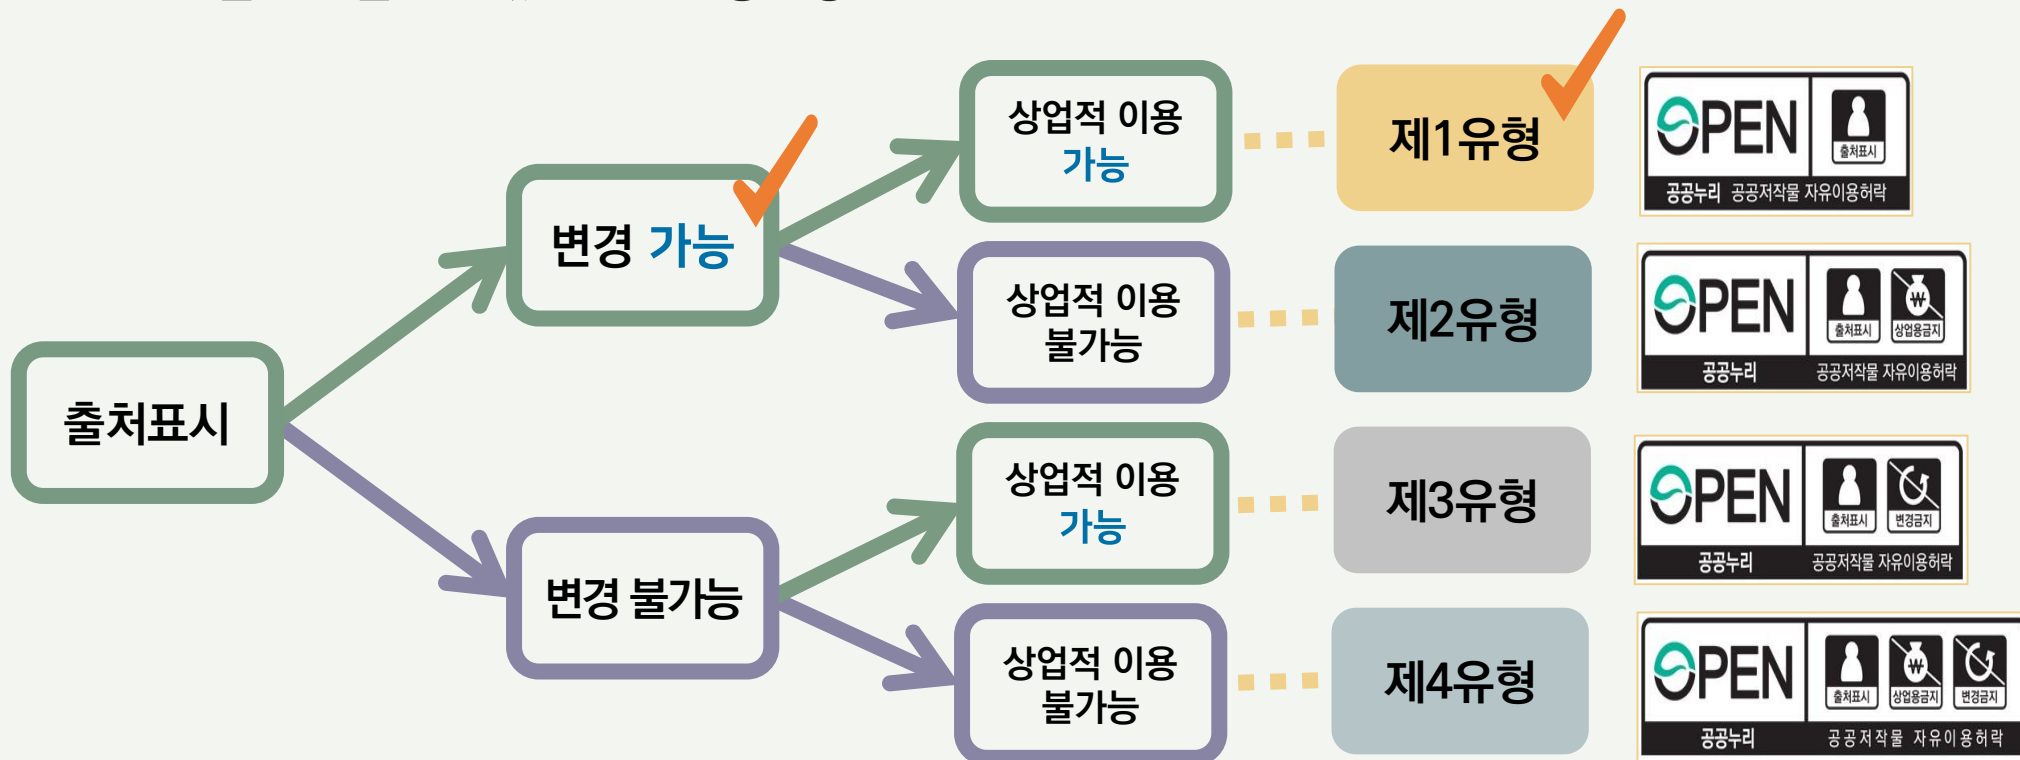 출처표시
변경 가능
변경 불가능
상업적 이용
가능
제1유형
OPEN
출처표시
공공누리 공공저작물 자유이용허락
상업적 이용
불가능
제2유형
OPEN
출처표시 상업용금지
공공누리 공공저작물 자유이용허락
상업적 이용
가능
제3유형
OPEN
출처표시 변경금지
공공누리 공공저작물 자유이용허락
상업적 이용
불가능
제4유형
OPEN
출처표시 상업용금지 변경금지
공공누리 공공저작물 자유이용허락